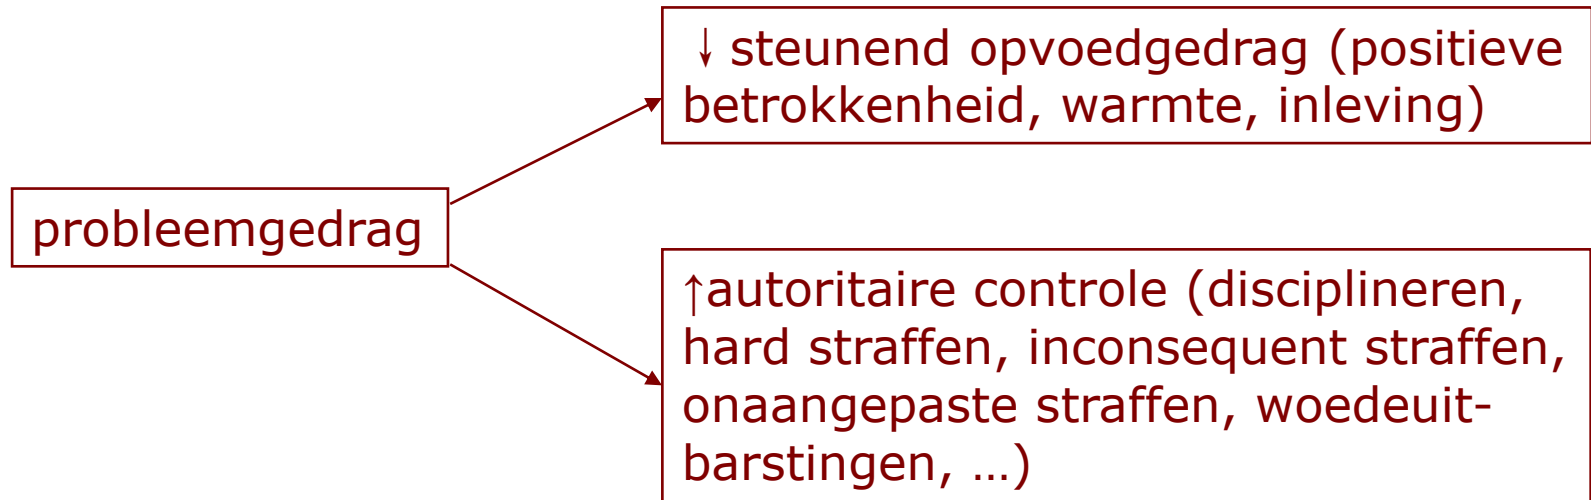 ↓ steunend opvoedgedrag (positieve
betrokkenheid, warmte, inleving)
probleemgedrag
↑autoritaire controle (disciplineren,
hard straffen, inconsequent straffen,
onaangepaste straffen, woedeuit-
barstingen, …)